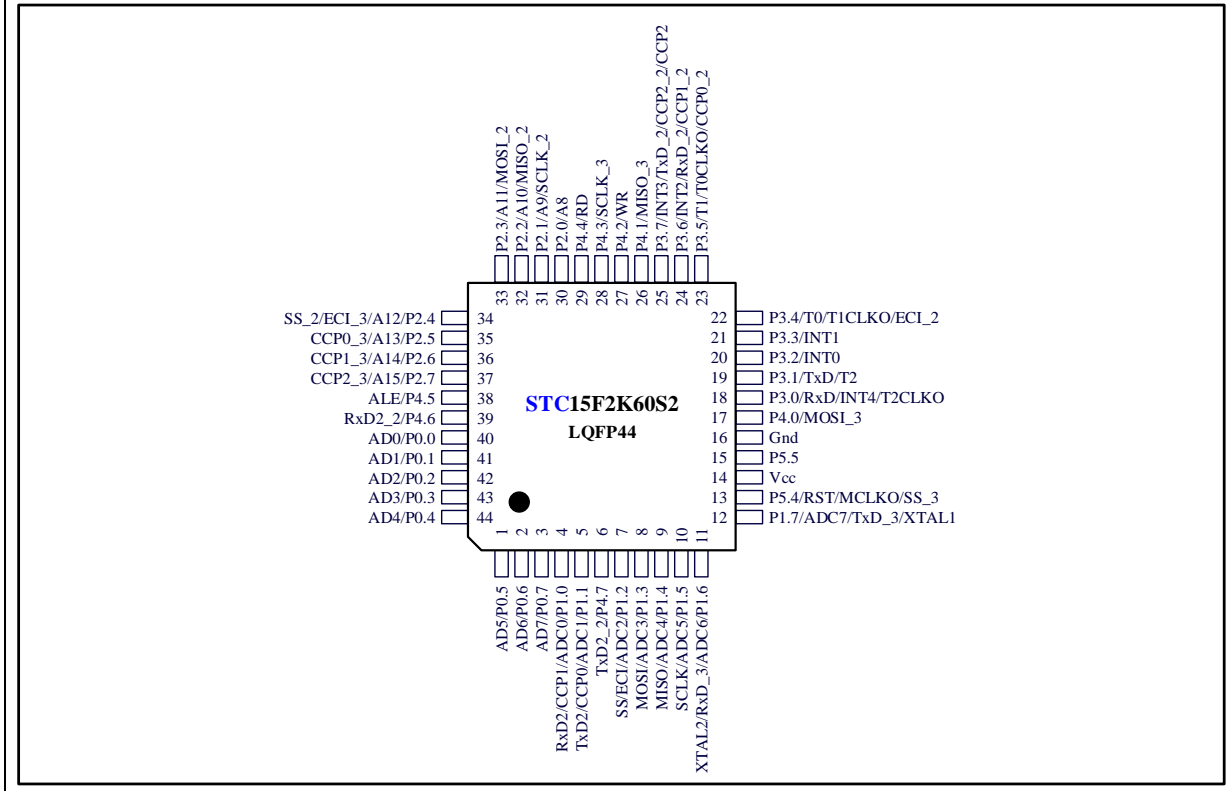 P2.3/A11/MOSI_2
P2.2/A10/MISO_2
P2.1/A9/SCLK_2
P2.0/A8
P4.4/RD
P4.3/SCLK_3
P4.2/WR
P4.1/MISO_3
P3.7/INT3/TxD_2/CCP2_2/CCP2
P3.6/INT2/RxD_2/CCP1_2
P3.5/T1/T0CLKO/CCP0_2
33
32
31
30
29
28
27
26
25
24
23
SS_2/ECI_3/A12/P2.4 34
CCP0_3/A13/P2.5 35
CCP1_3/A14/P2.6 36
CCP2_3/A15/P2.7 37
ALE/P4.5 38
RxD2_2/P4.6 39
AD0/P0.0 40
AD1/P0.1 41
AD2/P0.2 42
AD3/P0.3 43
AD4/P0.4 44
STC15F2K60S2
LQFP44
22 P3.4/T0/T1CLKO/ECI_2
21 P3.3/INT1
20 P3.2/INT0
19 P3.1/TxD/T2
18 P3.0/RxD/INT4/T2CLKO
17 P4.0/MOSI_3
16 Gnd
15 P5.5
14 Vcc
13 P5.4/RST/MCLKO/SS_3
12 P1.7/ADC7/TxD_3/XTAL1
1
2
3
4
5
6
7
8
9
10
11
AD5/P0.5
AD6/P0.6
AD7/P0.7
RxD2/CCP1/ADC0/P1.0
TxD2/CCP0/ADC1/P1.1
TxD2_2/P4.7
SS/ECI/ADC2/P1.2
MOSI/ADC3/P1.3
MISO/ADC4/P1.4
SCLK/ADC5/P1.5
XTAL2/RxD_3/ADC6/P1.6